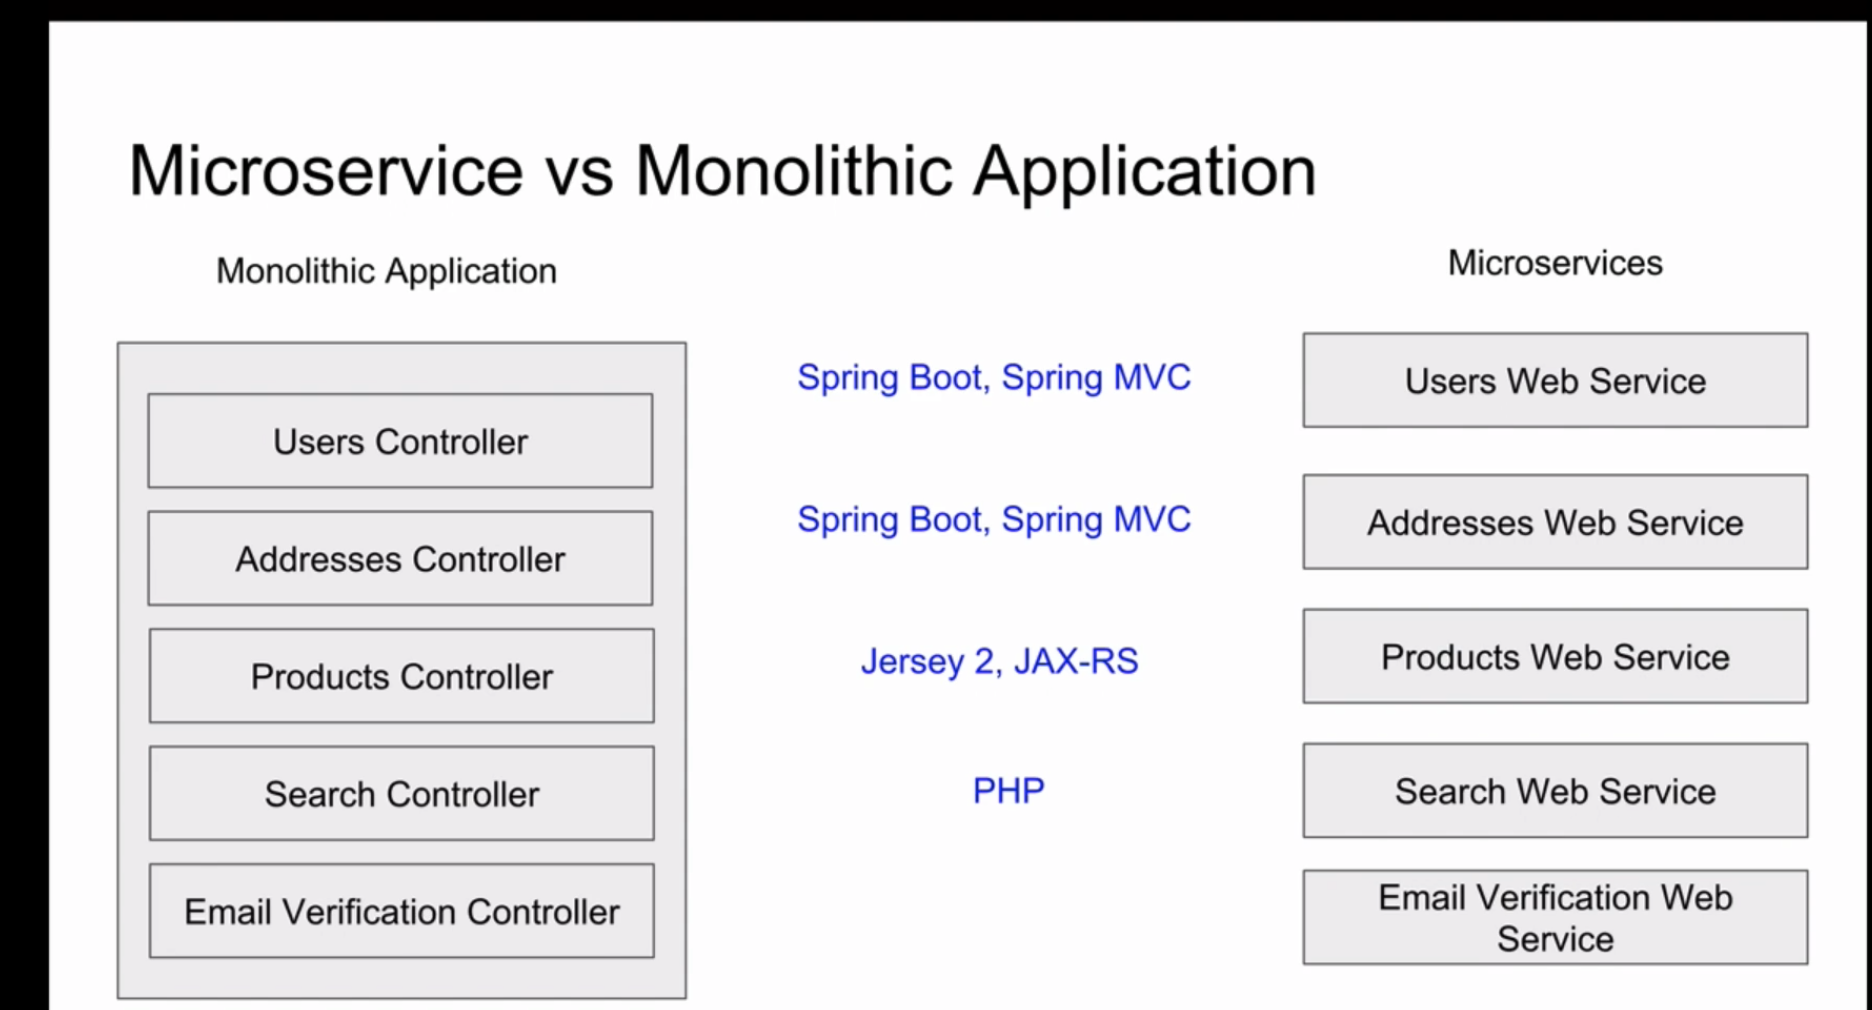 Microservice vs Monolithic Application
Monolithic Application
Users Controller
Addresses Controller
Products Controller
Search Controller
Email Verification Controller
Spring Boot, Spring MVC
Spring Boot, Spring MVC
Jersey 2, JAX-RS
PHP
Microservices
Users Web Service
Addresses Web Service
Products Web Service
Search Web Service
Email Verification Web
Service